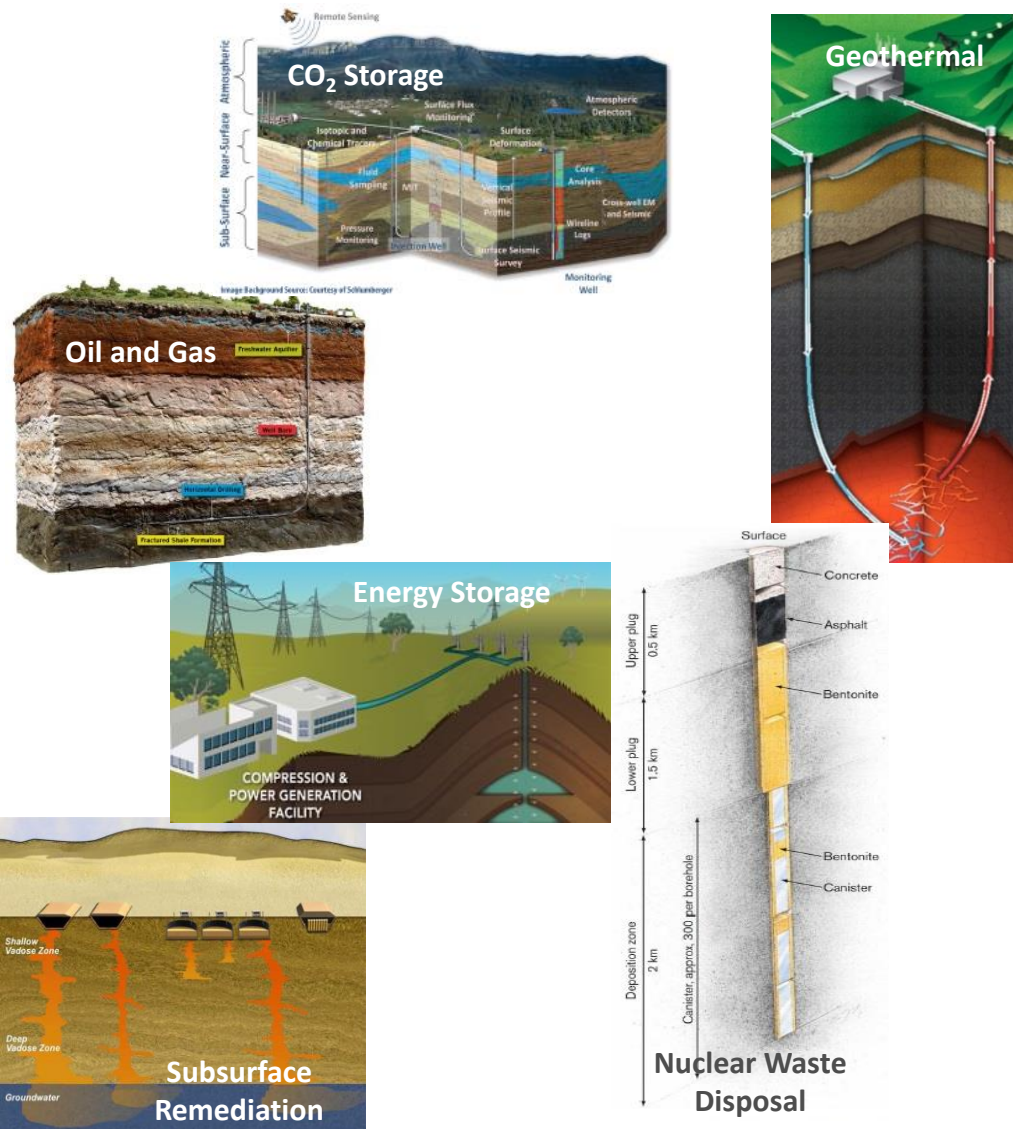 Remote Sensing
CO₂ Storage
Atmospheric
Near-Surface
Sub-Surface
Surface Flux
Monitoring
Atmospheric
Detectors
Isotopic and
Chemical Tracers
Surface
Deformation
Fluid
Sampling
MIT
Vertical
Seismic
Profile
Core
Analysis
Cross-well EM
and Seismic
Pressure
Monitoring
Injection Well
Wireline
Logs
Surface Seismic
Survey
Monitoring
Well
Image Background Source: Courtesy of Schlumberger
Geothermal
Oil and Gas
Freshwater Aquifher
Well Bore
Horizontal Drilling
Fractured Shale Formation
Energy Storage
COMPRESSION &
POWER GENERATION
FACILITY
Surface
Concrete
Asphalt
Bentonite
Bentonite
Canister
Upper plug
0.5 km
Lower plug
1.5 km
Deposition zone
2 km
Canister, approx, 300 per borehole
Nuclear Waste
Disposal
Shallow
Vadose Zone
Deep
Vadose Zone
Groundwater
Subsurface
Remediation